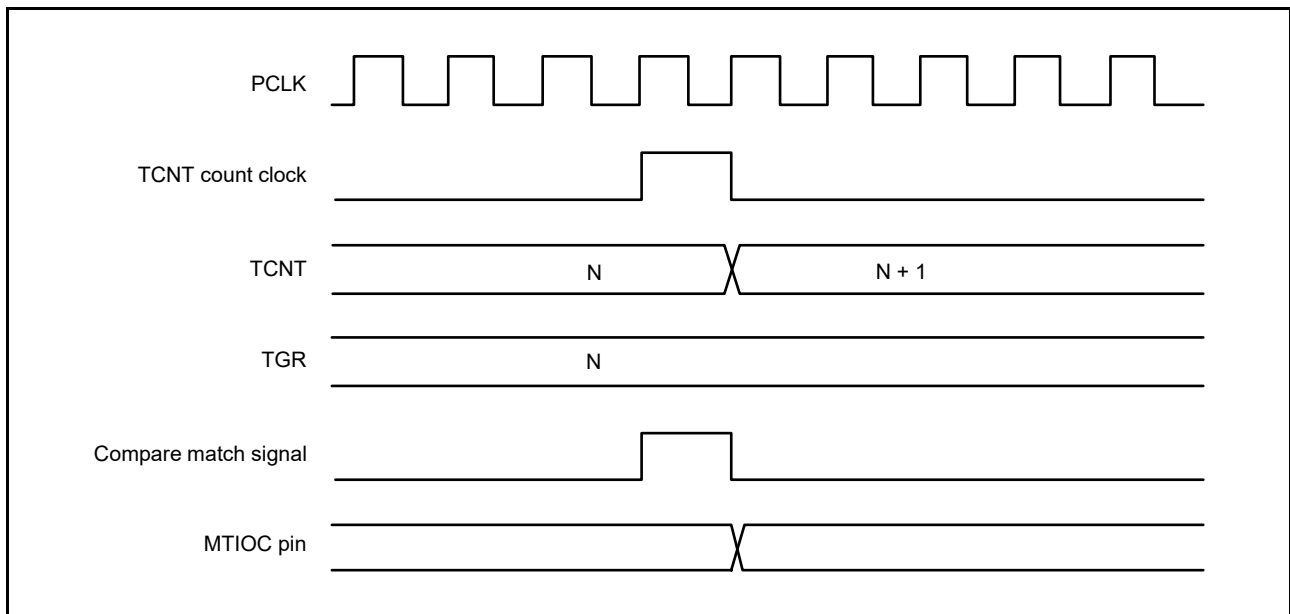 PCLK
TCNT count clock
TCNT
N
N + 1
TGR
N
Compare match signal
MTIOC pin